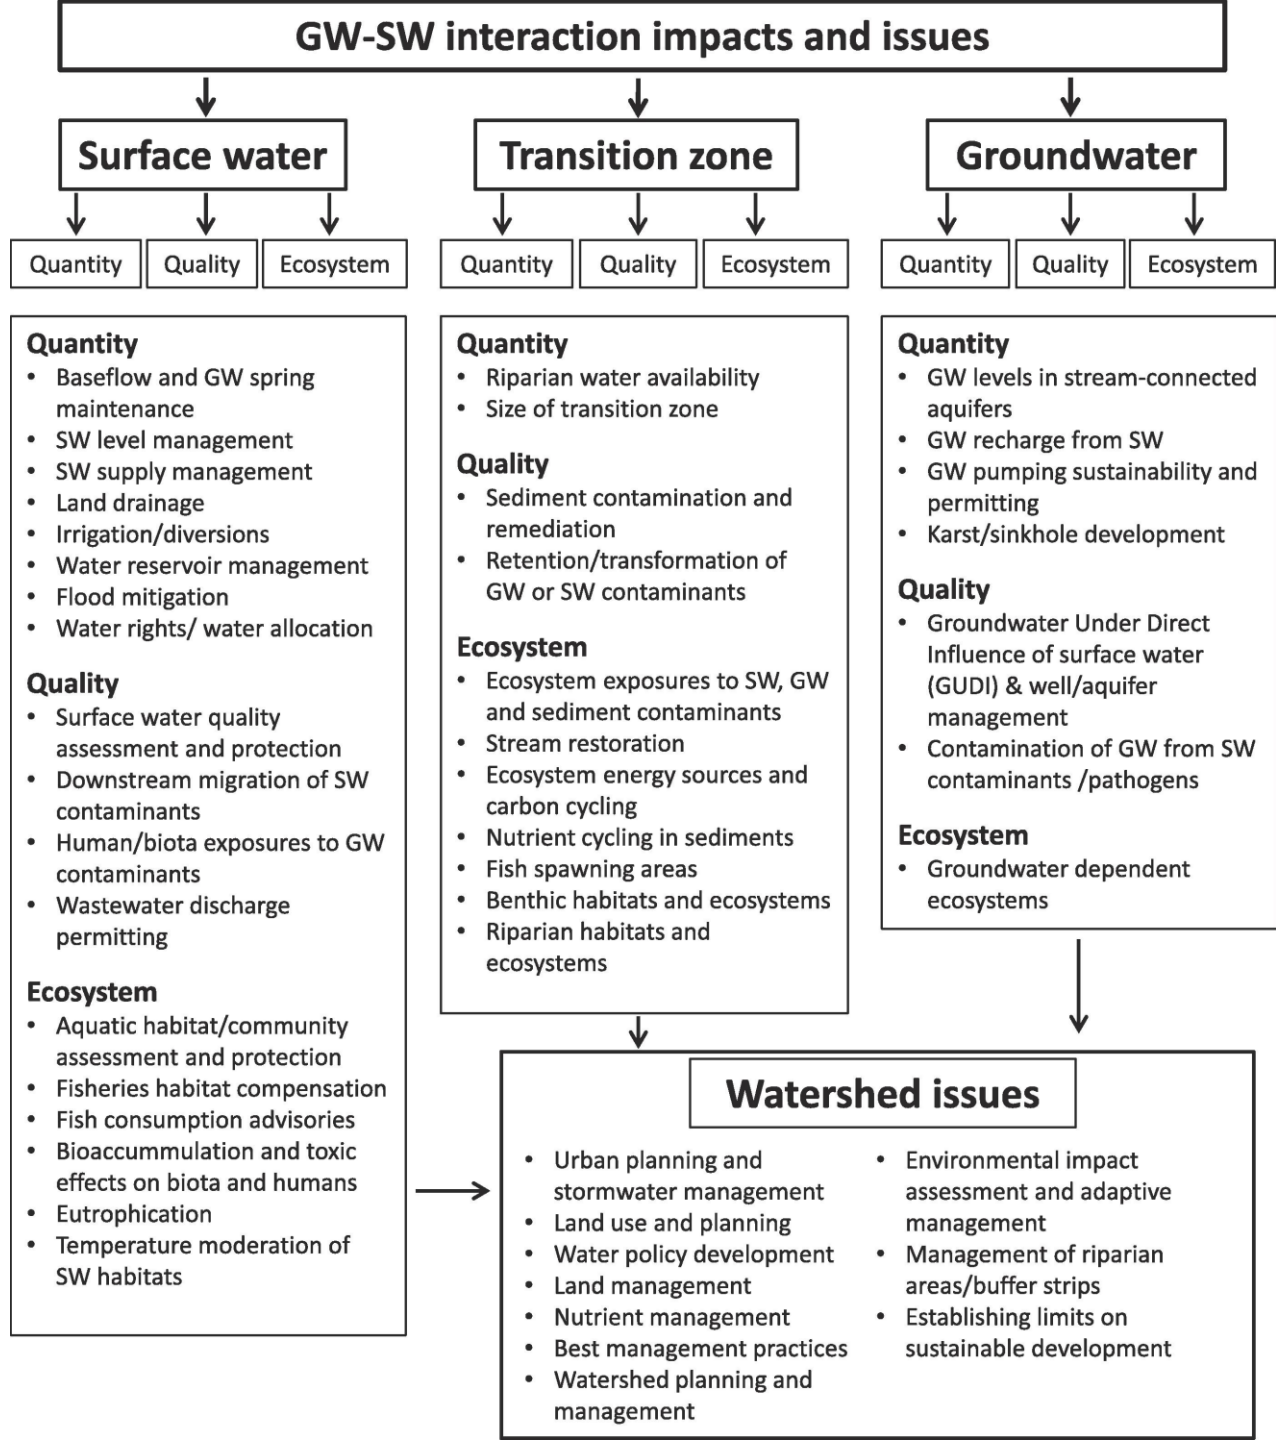 GW-SW interaction impacts and issues
Surface water
Transition zone
Groundwater
Quantity
Quality
Ecosystem
Quantity
Quality
Ecosystem
Quantity
Quality
Ecosystem
Quantity
• Baseflow and GW spring
maintenance
• SW level management
• SW supply management
• Land drainage
• Irrigation/diversions
• Water reservoir management
• Flood mitigation
• Water rights/ water allocation
Quality
• Surface water quality
assessment and protection
• Downstream migration of SW
contaminants
• Human/biota exposures to GW
contaminants
• Wastewater discharge
permitting
Ecosystem
• Aquatic habitat/community
assessment and protection
• Fisheries habitat compensation
• Fish consumption advisories
• Bioaccummulation and toxic
effects on biota and humans
• Eutrophication
• Temperature moderation of
SW habitats
Quantity
• Riparian water availability
• Size of transition zone
Quality
• Sediment contamination and
remediation
• Retention/transformation of
GW or SW contaminants
Ecosystem
• Ecosystem exposures to SW, GW
and sediment contaminants
• Stream restoration
• Ecosystem energy sources and
carbon cycling
• Nutrient cycling in sediments
• Fish spawning areas
• Benthic habitats and ecosystems
• Riparian habitats and
ecosystems
Quantity
• GW levels in stream-connected
aquifers
• GW recharge from SW
• GW pumping sustainability and
permitting
• Karst/sinkhole development
Quality
• Groundwater Under Direct
Influence of surface water
(GUDI) & well/aquifer
management
• Contamination of GW from SW
contaminants /pathogens
Ecosystem
• Groundwater dependent
ecosystems
Watershed issues
• Urban planning and
stormwater management
• Land use and planning
• Water policy development
• Land management
• Nutrient management
• Best management practices
• Watershed planning and
management
• Environmental impact
assessment and adaptive
management
• Management of riparian
areas/buffer strips
• Establishing limits on
sustainable development